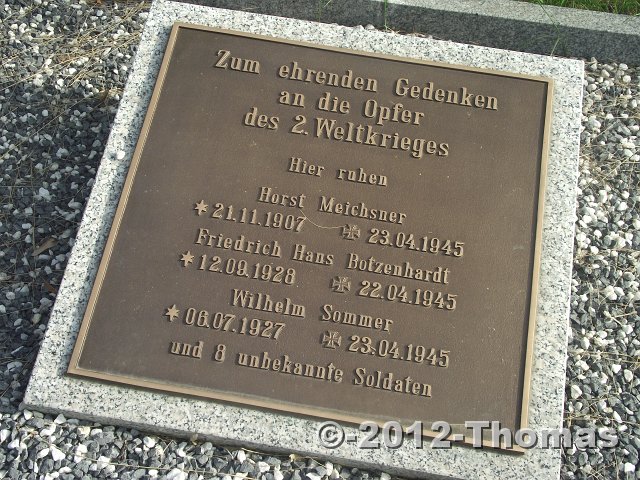 Zum ehrenden Gedenken
an die Opfer
des 2. Weltkrieges
Hier ruhen
Horst Meichsner
✶ 21.11.1907 ✠ 23.04.1945
Friedrich Hans Botzenhardt
✶ 12.09.1928 ✠ 22.04.1945
Wilhelm Sommer
✶ 06.07.1927 ✠ 23.04.1945
und 8 unbekannte Soldaten
©-2012-Thomas